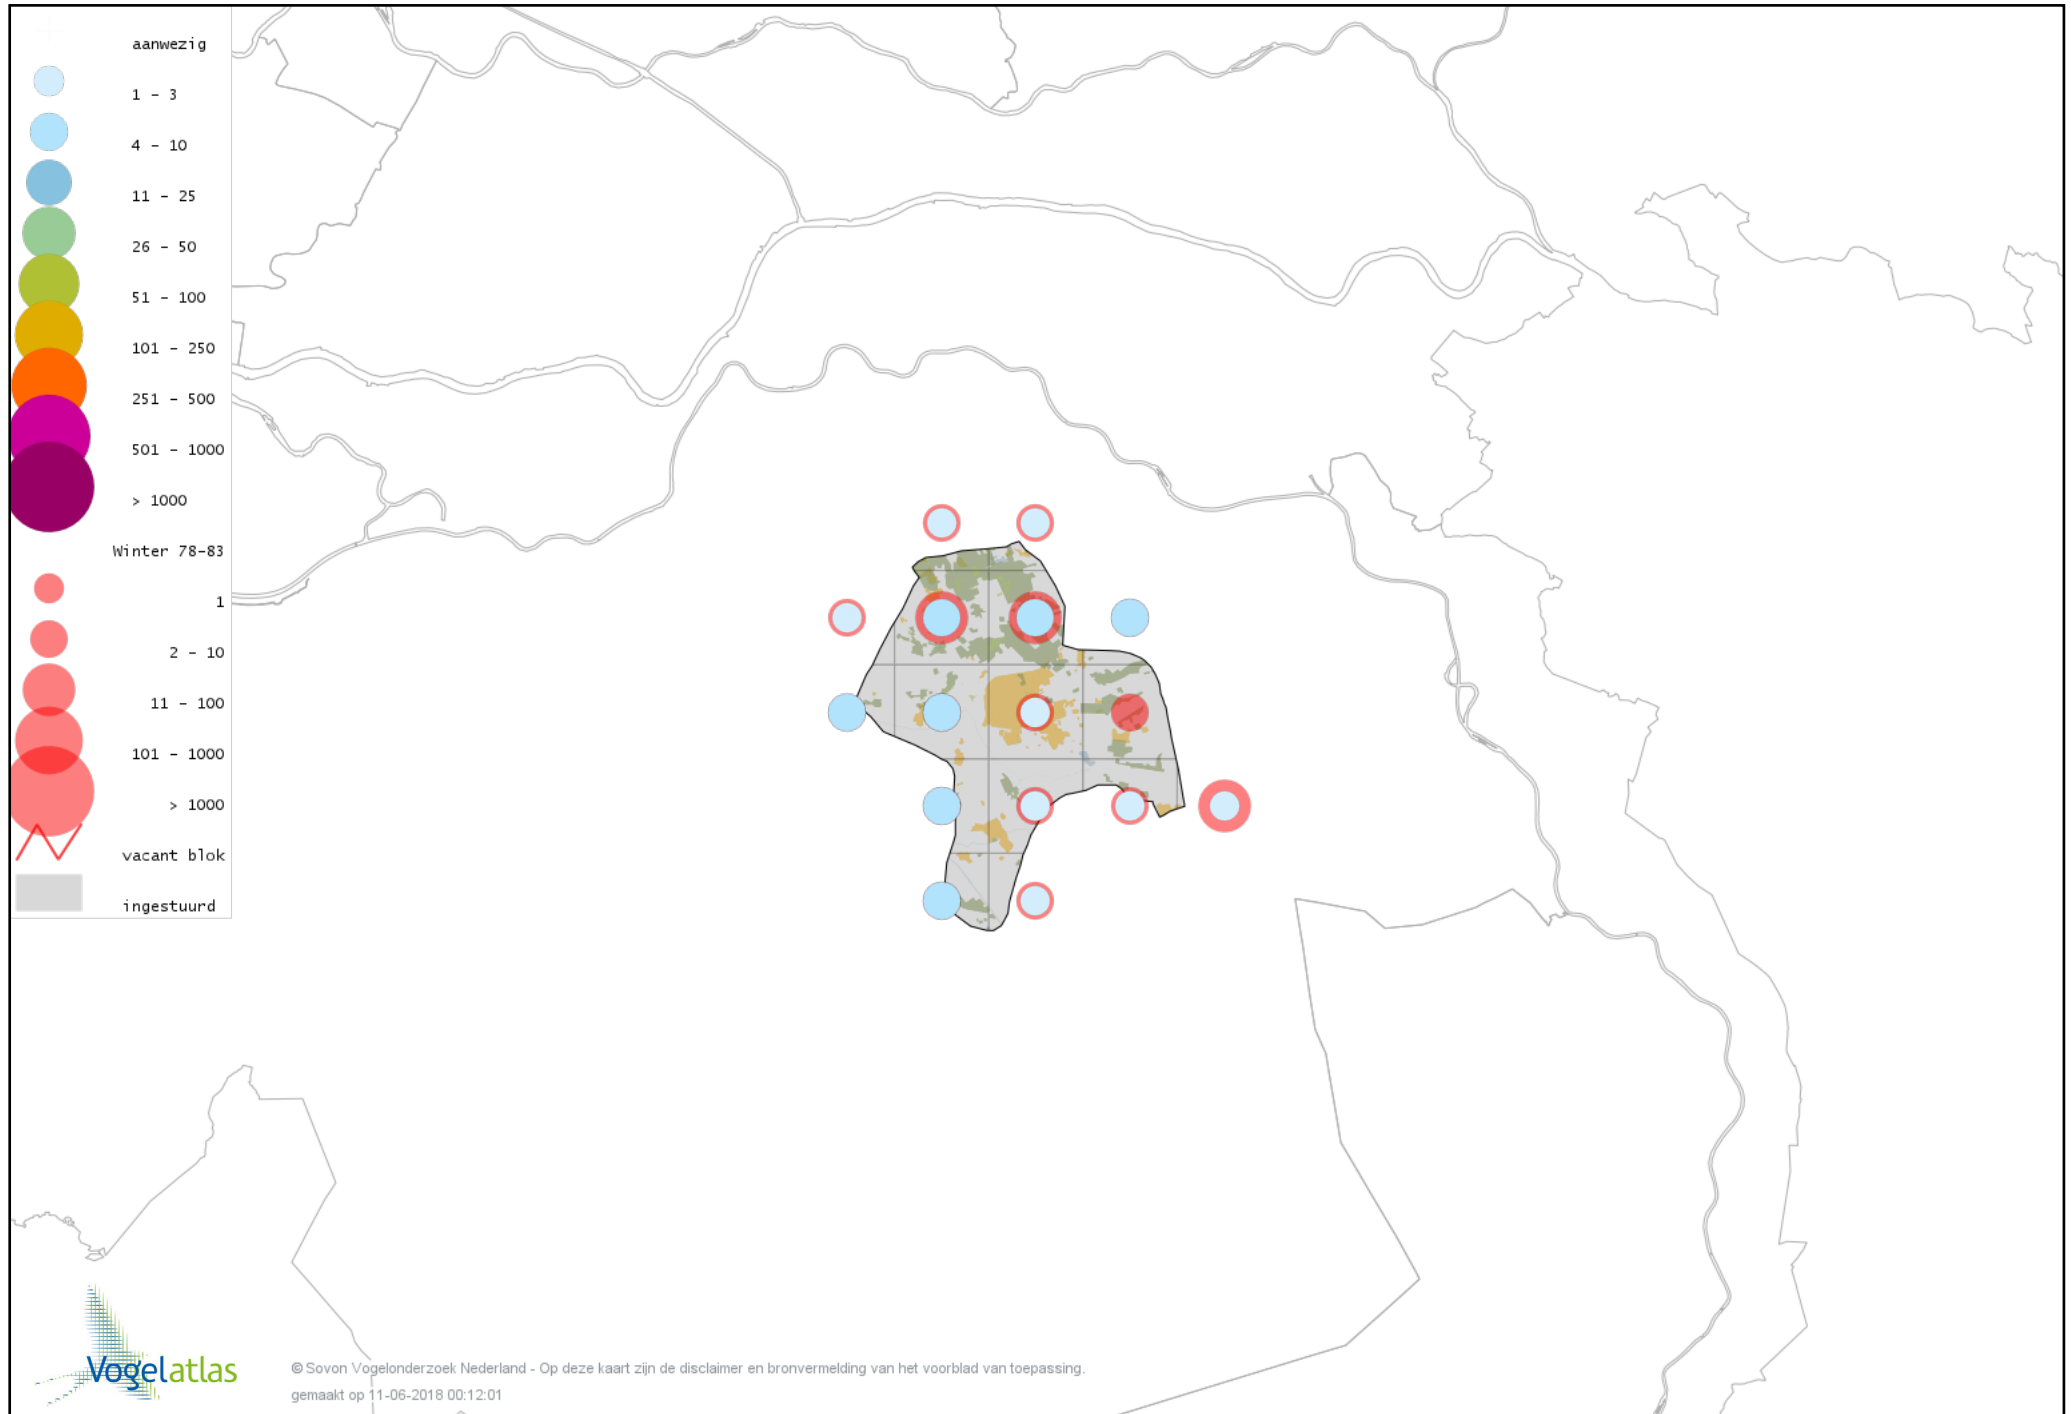 aanwezig
1 - 3
4 - 10
11 - 25
26 - 50
51 - 100
101 - 250
251 - 500
501 - 1000
> 1000
Winter 78-83
1
2 - 10
11 - 100
101 - 1000
> 1000
vacant blok
ingestuurd
Vogelatlas
© Sovon Vogelonderzoek Nederland - Op deze kaart zijn de disclaimer en bronvermelding van het voorblad van toepassing.
gemaakt op 11-06-2018 00:12:01